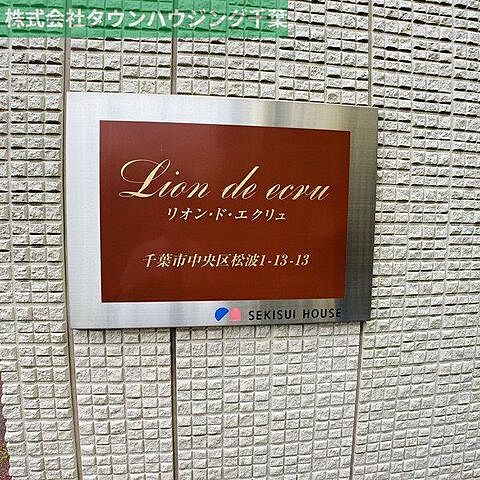 株式会社タウンハウジング千葉
Lion de ecru
リオン・ド・エクリュ
千葉市中央区松波1-13-13
SEKISUI HOUSE